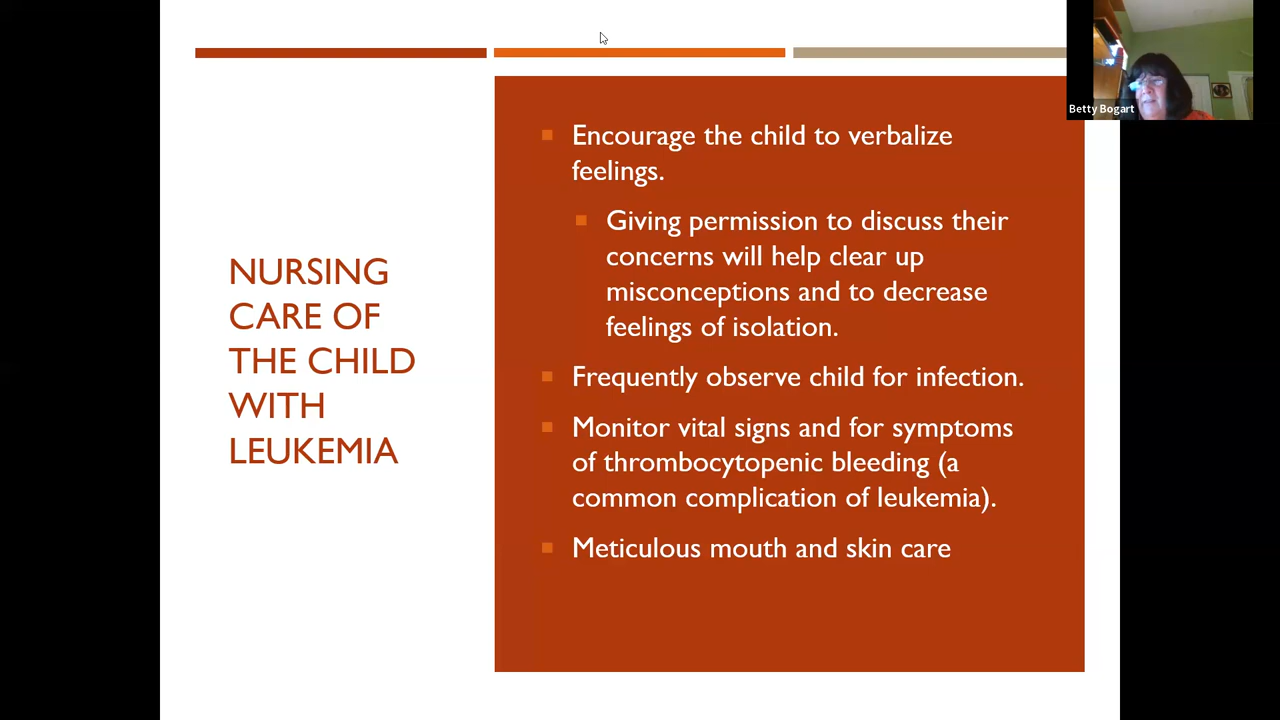 Betty Bogart
NURSING
CARE OF
THE CHILD
WITH
LEUKEMIA
Encourage the child to verbalize
feelings.
Giving permission to discuss their
concerns will help clear up
misconceptions and to decrease
feelings of isolation.
Frequently observe child for infection.
Monitor vital signs and for symptoms
of thrombocytopenic bleeding (a
common complication of leukemia).
Meticulous mouth and skin care